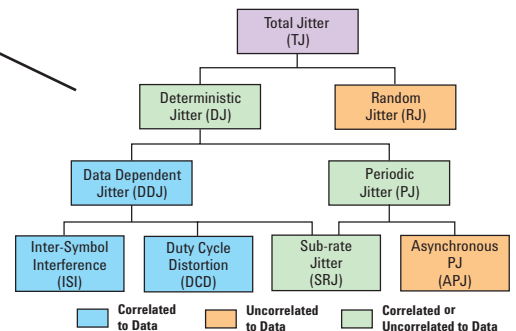 Total Jitter
(TJ)
Deterministic
Jitter (DJ)
Random
Jitter (RJ)
Data Dependent
Jitter (DDJ)
Periodic
Jitter (PJ)
Inter-Symbol
Interference
(ISI)
Duty Cycle
Distortion
(DCD)
Sub-rate
Jitter
(SRJ)
Asynchronous
PJ
(APJ)
Correlated
to Data
Uncorrelated
to Data
Correlated or
Uncorrelated to Data